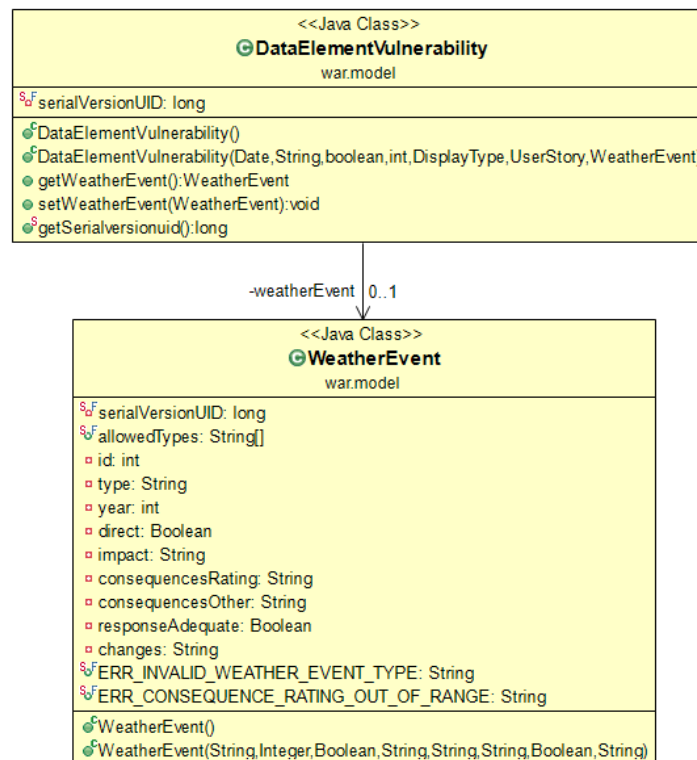 <<Java Class>>
DataElementVulnerability
war.model
serialVersionUID: long
DataElementVulnerability()
DataElementVulnerability(Date,String,boolean,int,DisplayType,UserStory,WeatherEvent)
getWeatherEvent():WeatherEvent
setWeatherEvent(WeatherEvent):void
getSerialversionuid():long
-weatherEvent 0..1
<<Java Class>>
WeatherEvent
war.model
serialVersionUID: long
allowedTypes: String[]
id: int
type: String
year: int
direct: Boolean
impact: String
consequencesRating: String
consequencesOther: String
responseAdequate: Boolean
changes: String
ERR_INVALID_WEATHER_EVENT_TYPE: String
ERR_CONSEQUENCE_RATING_OUT_OF_RANGE: String
WeatherEvent()
WeatherEvent(String,Integer,Boolean,String,String,String,Boolean,String)